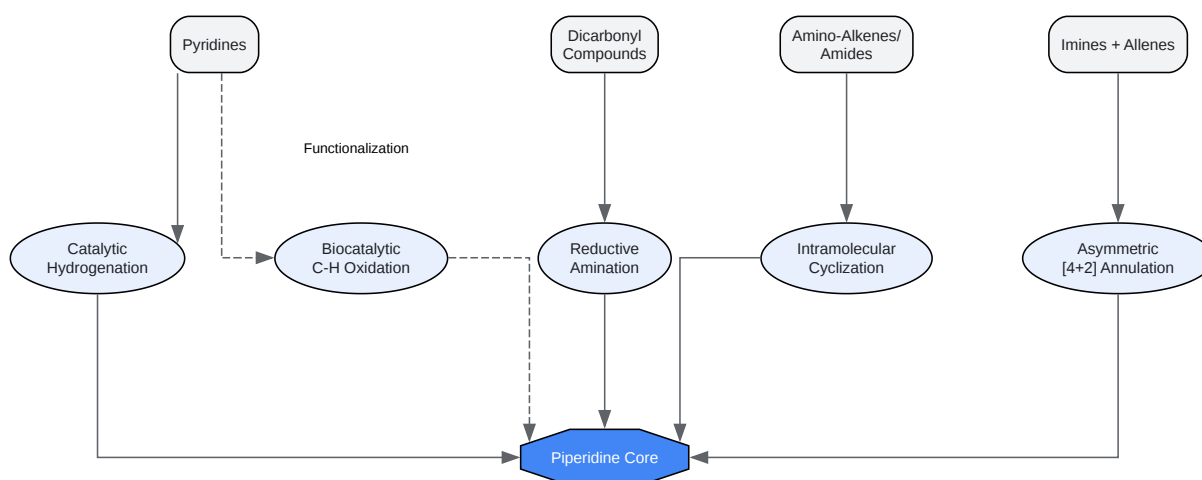 Pyridines
Dicarbonyl
Compounds
Amino-Alkenes/
Amides
Imines + Allenes
Functionalization
Catalytic
Hydrogenation
Biocatalytic
C-H Oxidation
Reductive
Amination
Intramolecular
Cyclization
Asymmetric
[4+2] Annulation
Piperidine Core